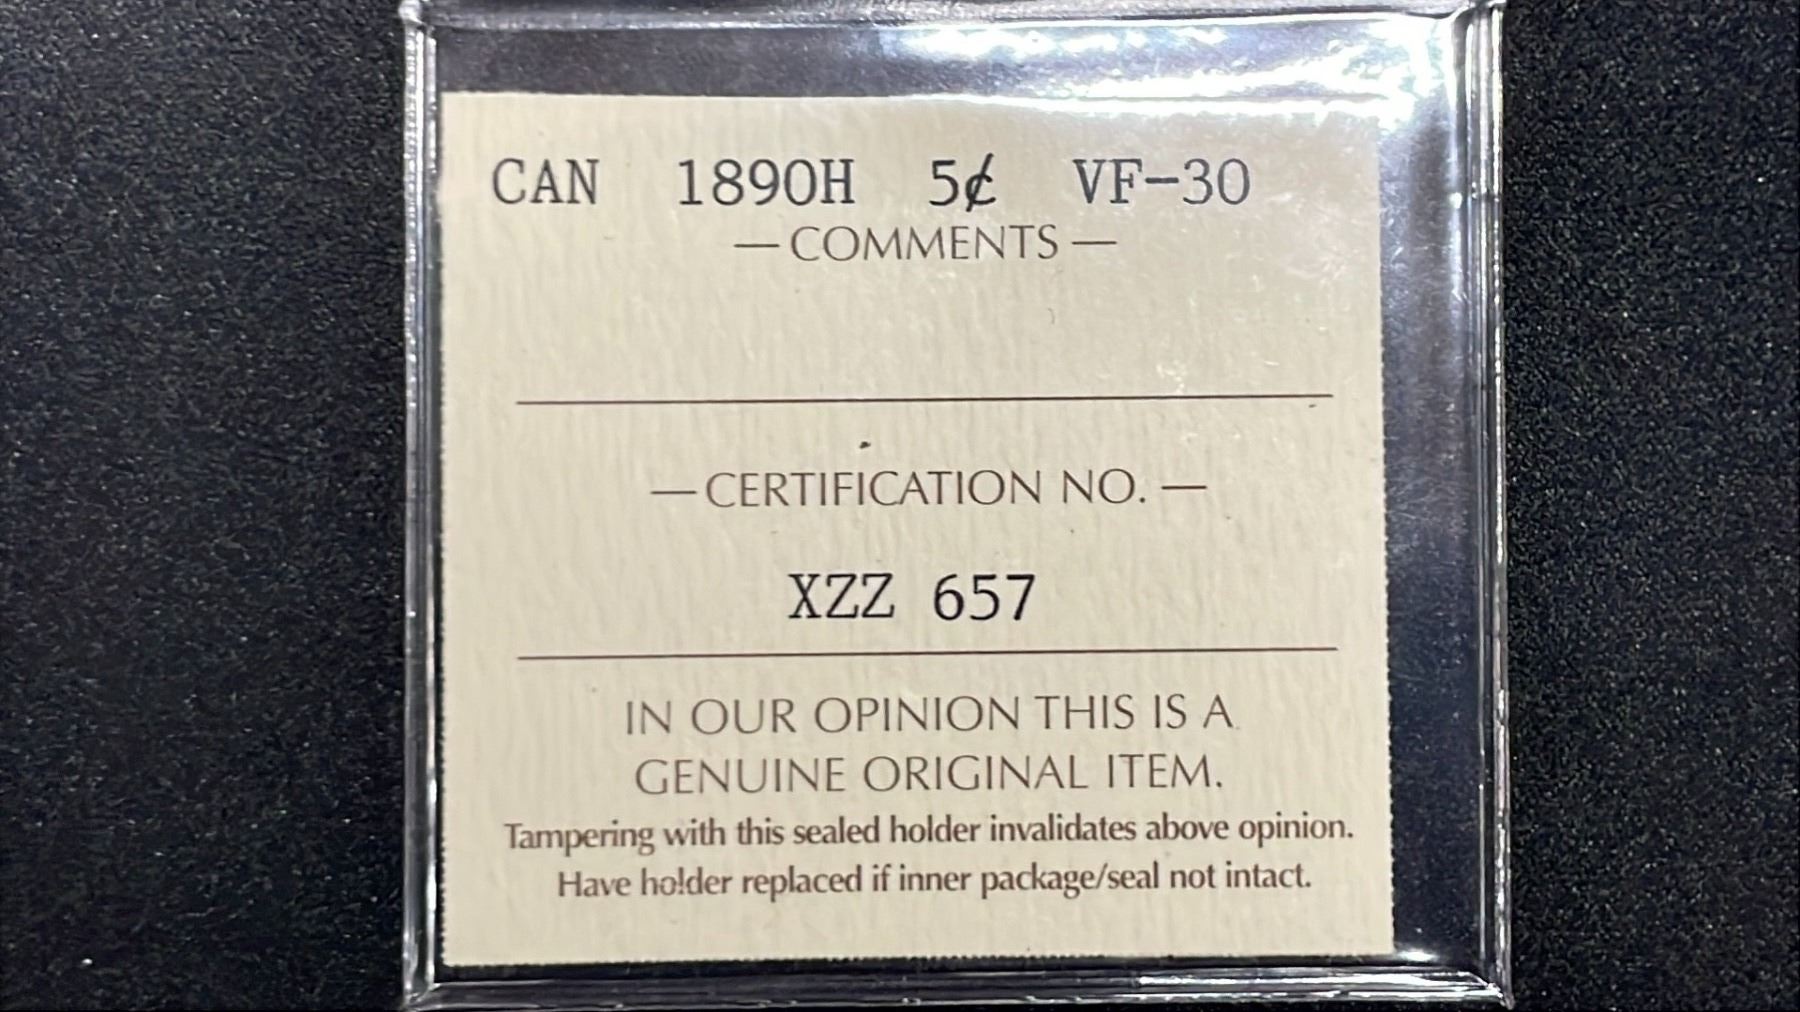 CAN 1890H 5¢ VF-30
— COMMENTS —
— CERTIFICATION NO. —
XZZ 657
IN OUR OPINION THIS IS A
GENUINE ORIGINAL ITEM.
Tampering with this sealed holder invalidates above opinion.
Have holder replaced if inner package/seal not intact.